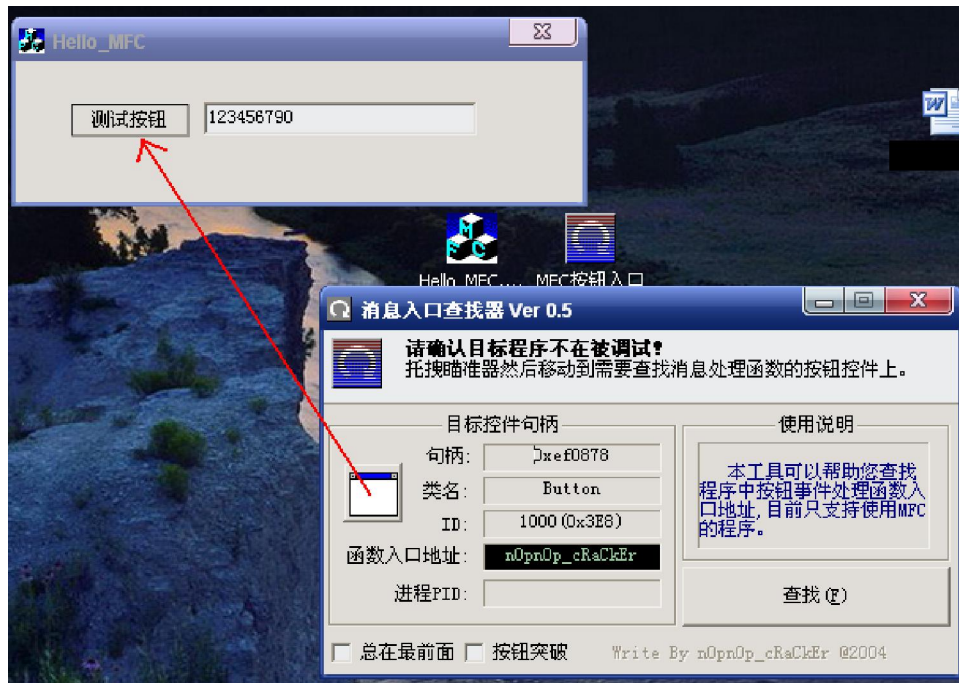 Hello_MFC
测试按钮
123456790
Hello_MFC....
MFC按钮入口
消息入口查找器 Ver 0.5
请确认目标程序不在被调试!
托拽瞄准器然后移动到需要查找消息处理函数的按钮控件上。
目标控件句柄
句柄:
0xef0878
类名:
Button
ID:
1000(0x3E8)
函数入口地址:
nOpnOp_cRaCkEr
进程PID:
使用说明
本工具可以帮助您查找
程序中按钮事件处理函数入
口地址,目前只支持使用MFC
的程序。
查找(F)
总在最前面
按钮突破
Write By nOpnOp_cRaCkEr @2004